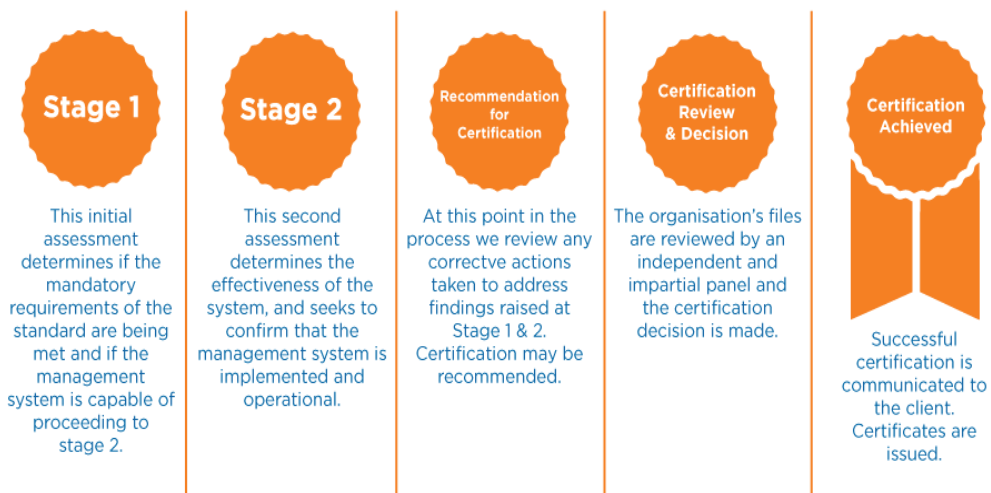 Stage 1
This initial
assessment
determines if the
mandatory
requirements of the
standard are being
met and if the
management
system is capable of
proceeding to
stage 2.
Stage 2
This second
assessment
determines the
effectiveness of the
system, and seeks to
confirm that the
management system is
implemented and
operational.
Recommendation
for
Certification
At this point in the
process we review any
correctve actions
taken to address
findings raised at
Stage 1 & 2.
Certification may be
recommended.
Certification
Review
& Decision
The organisation's files
are reviewed by an
independent and
impartial panel and
the certification
decision is made.
Certification
Achieved
Successful
certification is
communicated to
the client.
Certificates are
issued.